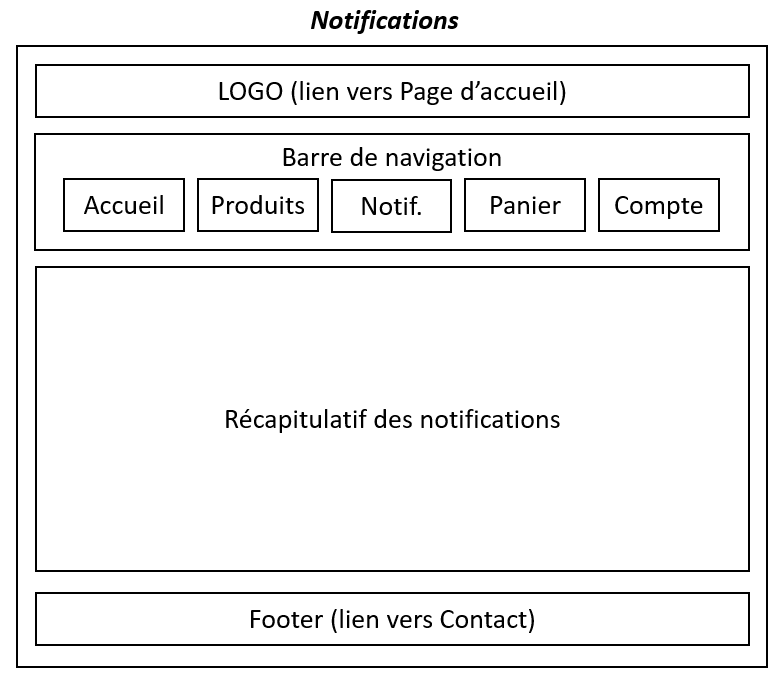 Notifications
LOGO (lien vers Page d’accueil)
Barre de navigation
Accueil
Produits
Notif.
Panier
Compte
Récapitulatif des notifications
Footer (lien vers Contact)